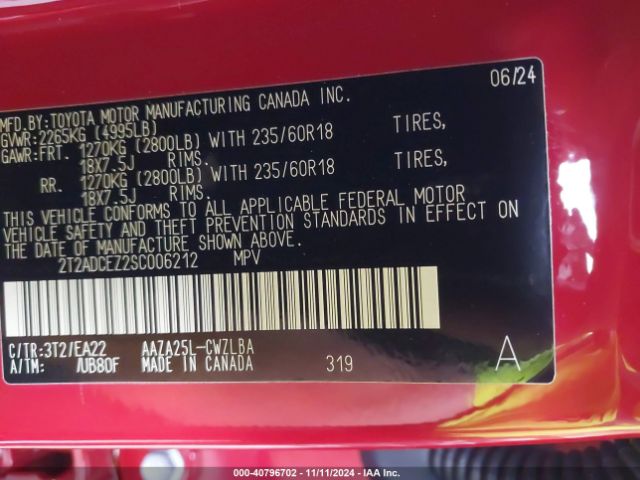 06/24
MFD.BY:TOYOTA MOTOR MANUFACTURING CANADA INC.
GVWR:2265KG (4995LB)
GAWR:FRT. 1270KG (2800LB) WITH 235/60R18 TIRES,
18X7.5J RIMS.
RR. 1270KG (2800LB) WITH 235/60R18 TIRES,
18X7.5J RIMS.
THIS VEHICLE CONFORMS TO ALL APPLICABLE FEDERAL MOTOR
VEHICLE SAFETY AND THEFT PREVENTION STANDARDS IN EFFECT ON
THE DATE OF MANUFACTURE SHOWN ABOVE.
2T2ADCEZ2SC006212 MPV
C/TR:3T2/EA22 AAZA25L-CWZLBA
A/TM: /UB80F MADE IN CANADA 319 A
000-40796702 - 11/11/2024 - IAA Inc.